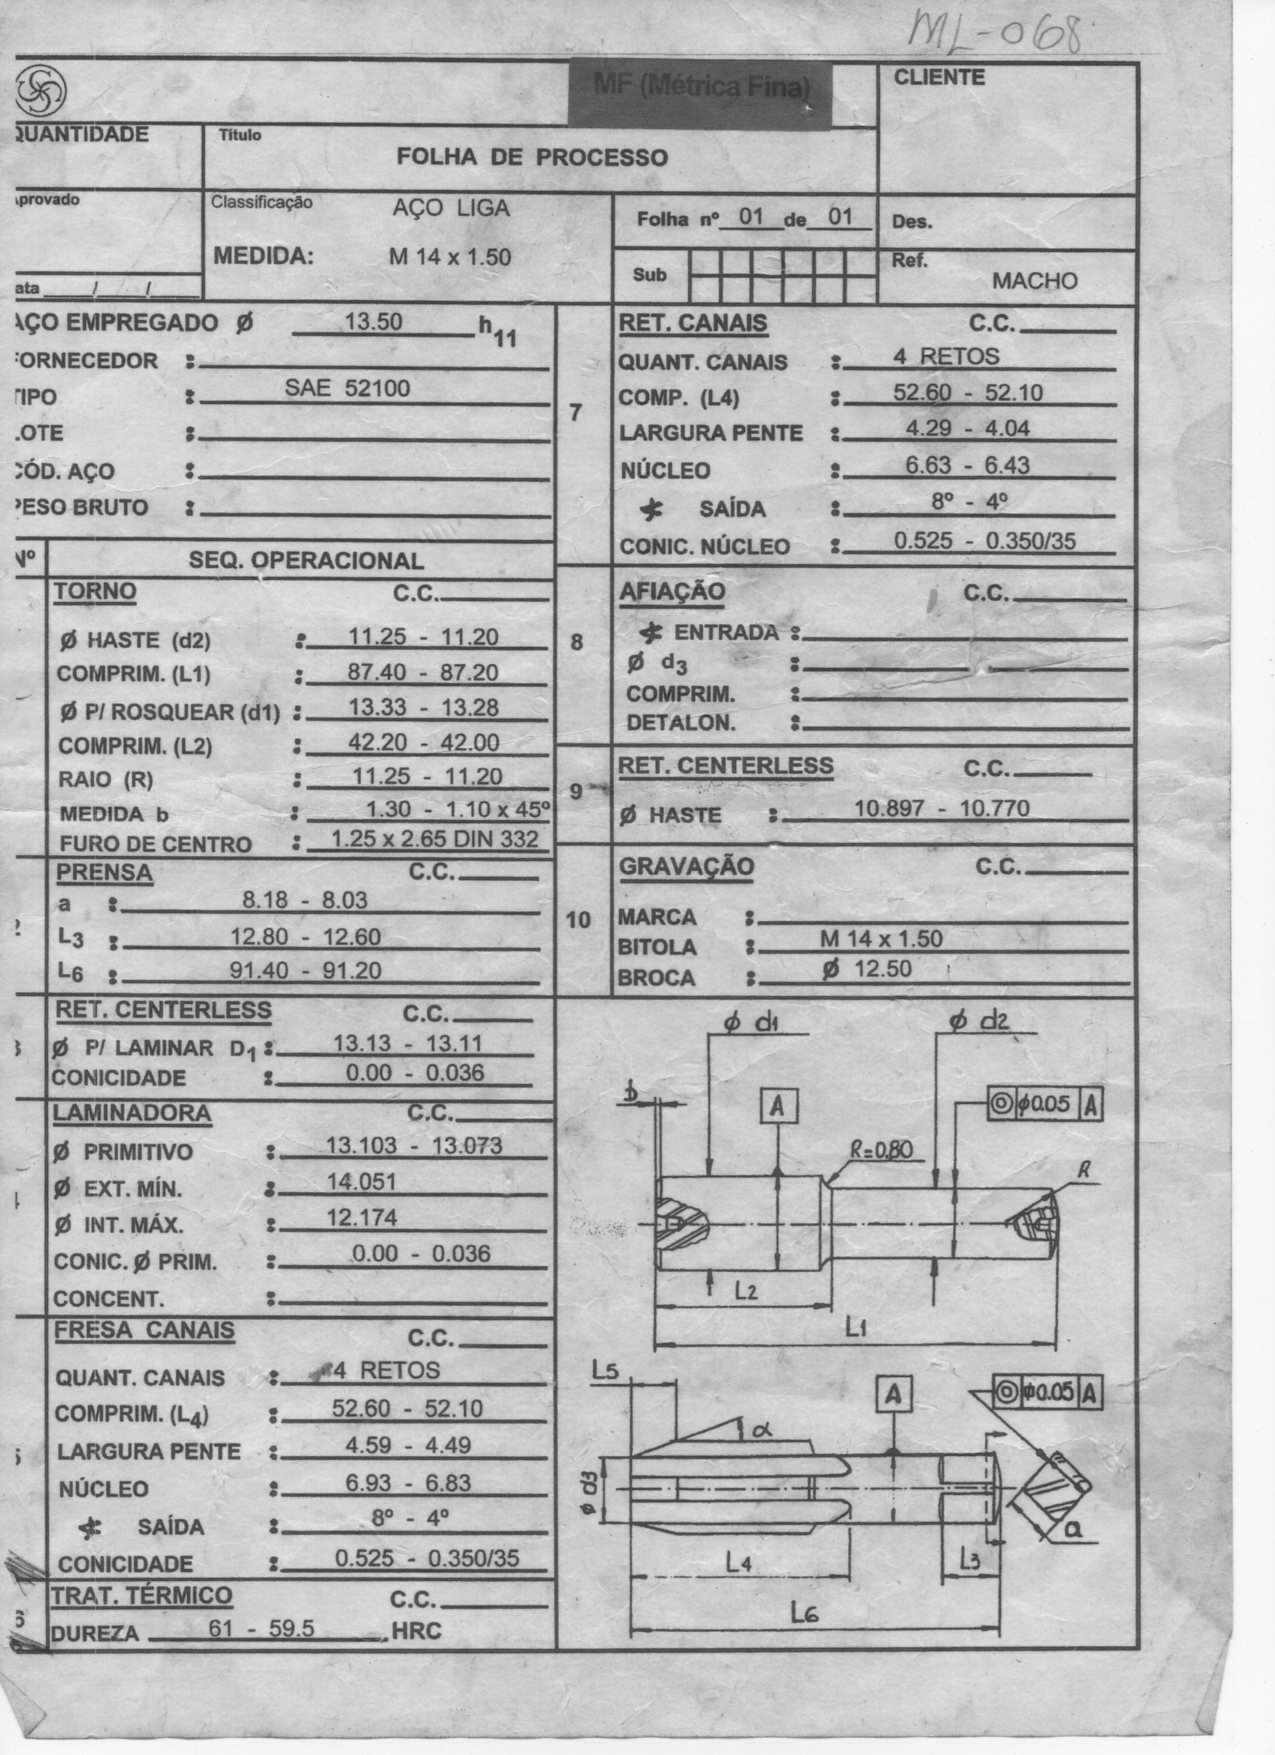 ML-068
MF (Métrica Fina)
CLIENTE
QUANTIDADE
Título
FOLHA DE PROCESSO
provado
Classificação
AÇO LIGA
MEDIDA: M 14 x 1.50
ata / /
Folha nº 01 de 01
Sub
Des.
Ref.
MACHO
AÇO EMPREGADO Ø 13.50 h11
ORNECEDOR :
TIPO : SAE 52100
LOTE :
CÓD. AÇO :
PESO BRUTO :
Nº SEQ. OPERACIONAL
TORNO C.C.
Ø HASTE (d2) : 11.25 - 11.20
COMPRIM. (L1) : 87.40 - 87.20
Ø P/ ROSQUEAR (d1) : 13.33 - 13.28
COMPRIM. (L2) : 42.20 - 42.00
RAIO (R) : 11.25 - 11.20
MEDIDA b : 1.30 - 1.10 x 45º
FURO DE CENTRO : 1.25 x 2.65 DIN 332
PRENSA C.C.
a : 8.18 - 8.03
L3 : 12.80 - 12.60
L6 : 91.40 - 91.20
RET. CENTERLESS C.C.
3 Ø P/ LAMINAR D1 : 13.13 - 13.11
CONICIDADE : 0.00 - 0.036
LAMINADORA C.C.
Ø PRIMITIVO : 13.103 - 13.073
Ø EXT. MÍN. : 14.051
Ø INT. MÁX. : 12.174
CONIC. Ø PRIM. : 0.00 - 0.036
CONCENT. :
FRESA CANAIS C.C.
QUANT. CANAIS : 4 RETOS
COMPRIM. (L4) : 52.60 - 52.10
LARGURA PENTE : 4.59 - 4.49
NÚCLEO : 6.93 - 6.83
SAÍDA : 8º - 4º
CONICIDADE : 0.525 - 0.350/35
TRAT. TÉRMICO C.C.
6 DUREZA 61 - 59.5 HRC
7 RET. CANAIS C.C.
QUANT. CANAIS : 4 RETOS
COMP. (L4) : 52.60 - 52.10
LARGURA PENTE : 4.29 - 4.04
NÚCLEO : 6.63 - 6.43
SAÍDA : 8º - 4º
CONIC. NÚCLEO : 0.525 - 0.350/35
8 AFIAÇÃO C.C.
ENTRADA :
Ø d3 :
COMPRIM. :
DETALON. :
9 RET. CENTERLESS C.C.
Ø HASTE : 10.897 - 10.770
10 GRAVAÇÃO C.C.
MARCA :
BITOLA : M 14 x 1.50
BROCA : Ø 12.50
Ø d1 Ø d2
b A ◎ Ø0.05 A
R=0.80 R
L2
L1
L5 A ◎ Ø0.05 A
α
Ø d3
a
L4 L3
L6